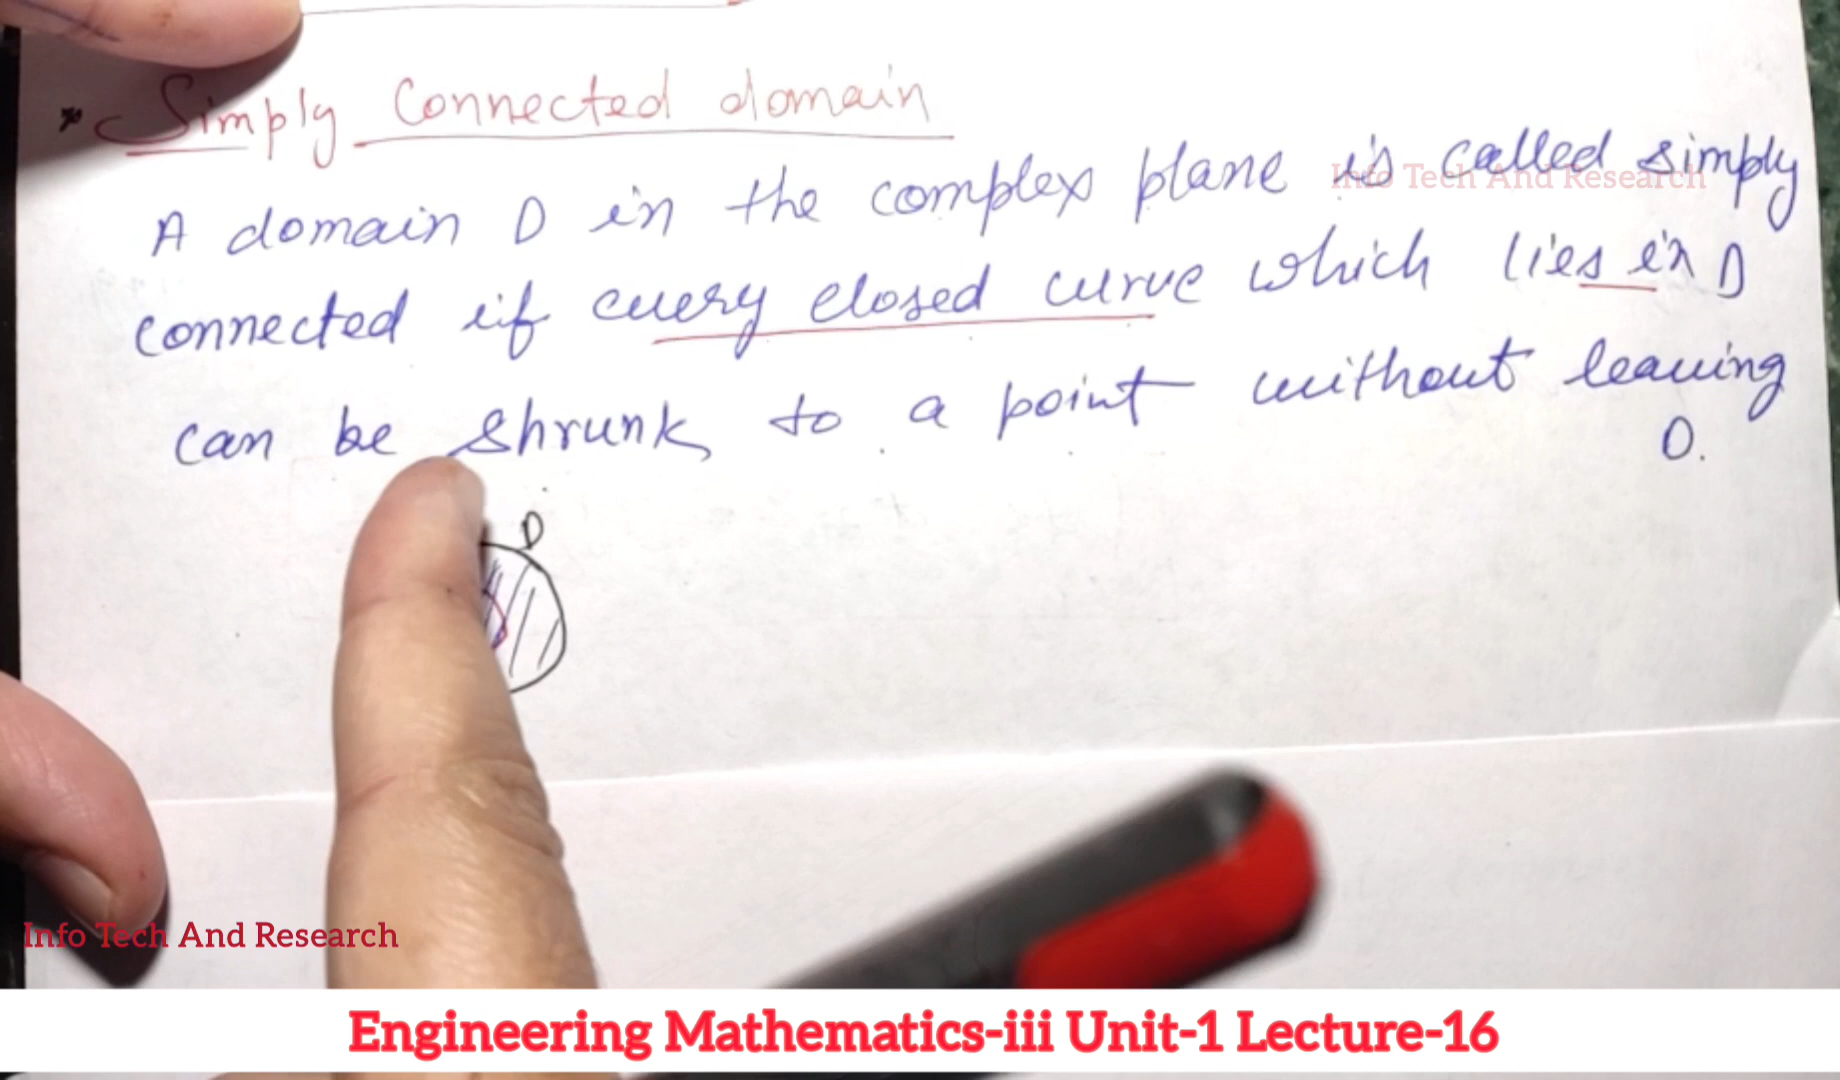 Simply Connected domain
A domain D in the complex plane is called simply
Info Tech And Research
connected if every closed curve which lies in D
can be shrunk to a point without leaving
D.
D
Info Tech And Research
Engineering Mathematics-iii Unit-1 Lecture-16